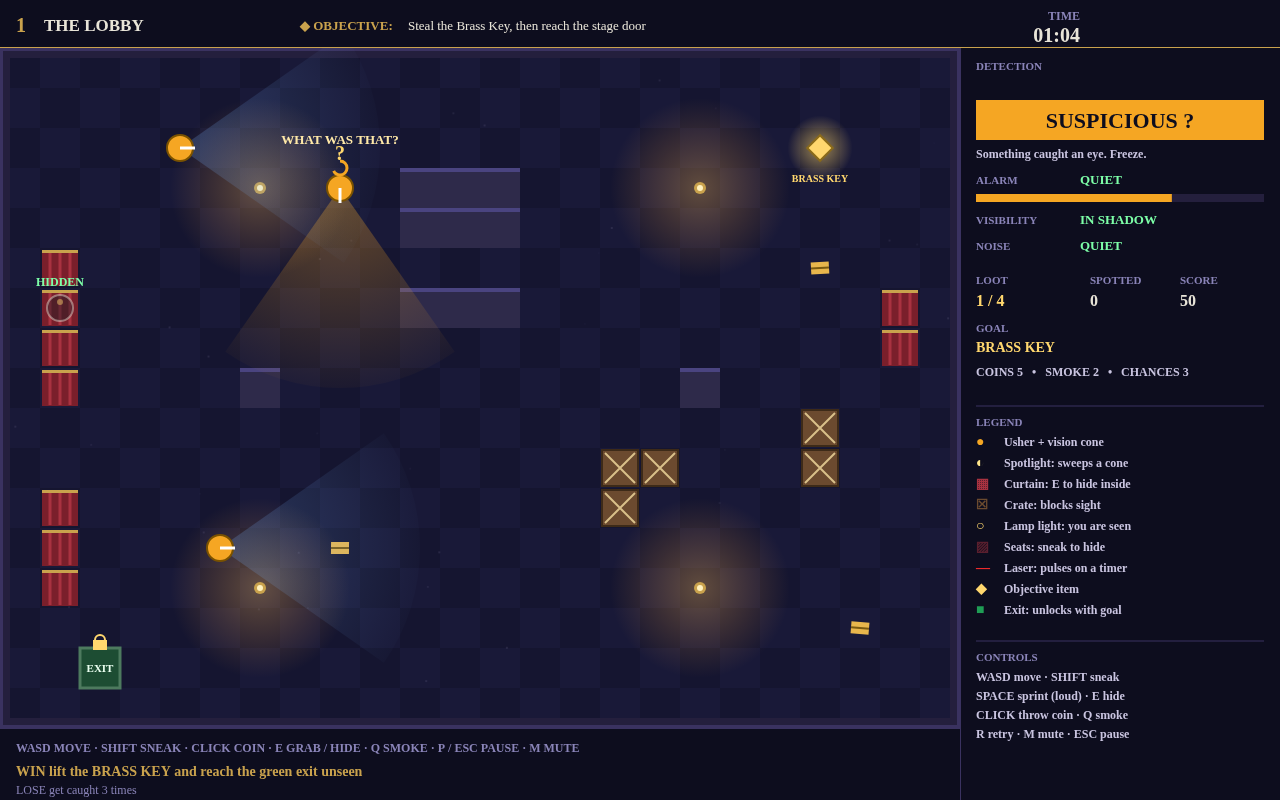 1 THE LOBBY
◆ OBJECTIVE: Steal the Brass Key, then reach the stage door
TIME
01:04
WHAT WAS THAT?
?
BRASS KEY
HIDDEN
EXIT
DETECTION
SUSPICIOUS ?
Something caught an eye. Freeze.
ALARM QUIET
VISIBILITY IN SHADOW
NOISE QUIET
LOOT SPOTTED SCORE
1 / 4 0 50
GOAL
BRASS KEY
COINS 5 • SMOKE 2 • CHANCES 3
LEGEND
Usher + vision cone
Spotlight: sweeps a cone
Curtain: E to hide inside
Crate: blocks sight
Lamp light: you are seen
Seats: sneak to hide
Laser: pulses on a timer
Objective item
Exit: unlocks with goal
CONTROLS
WASD move · SHIFT sneak
SPACE sprint (loud) · E hide
CLICK throw coin · Q smoke
R retry · M mute · ESC pause
WASD MOVE · SHIFT SNEAK · CLICK COIN · E GRAB / HIDE · Q SMOKE · P / ESC PAUSE · M MUTE
WIN lift the BRASS KEY and reach the green exit unseen
LOSE get caught 3 times